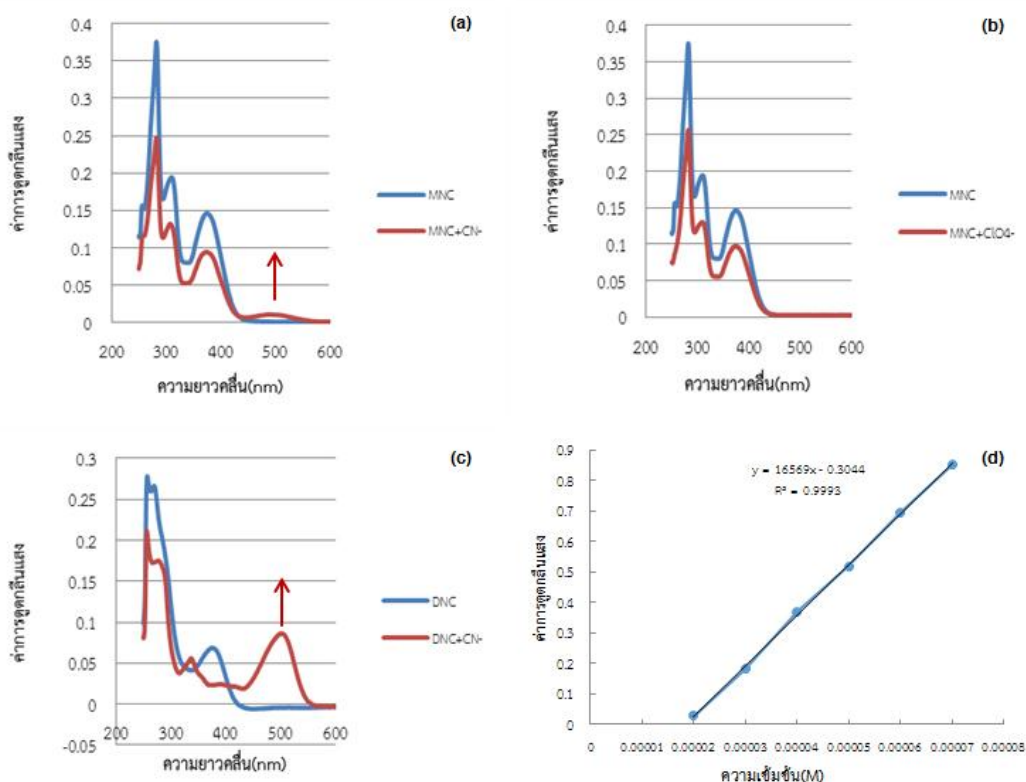 (a)
0.4
0.35
0.3
0.25
0.2
0.15
0.1
0.05
0
200 300 400 500 600
ค่าการดูดกลืนแสง
ความยาวคลื่น(nm)
MNC
MNC+CN-
(b)
0.4
0.35
0.3
0.25
0.2
0.15
0.1
0.05
0
200 300 400 500 600
ค่าการดูดกลืนแสง
ความยาวคลื่น(nm)
MNC
MNC+ClO4-
(c)
0.3
0.25
0.2
0.15
0.1
0.05
0
-0.05
200 300 400 500 600
ค่าการดูดกลืนแสง
ความยาวคลื่น(nm)
DNC
DNC+CN-
(d)
0.9
0.8
0.7
0.6
0.5
0.4
0.3
0.2
0.1
0
0 0.00001 0.00002 0.00003 0.00004 0.00005 0.00006 0.00007 0.00008
ค่าการดูดกลืนแสง
ความเข้มข้น(M)
y = 16569x - 0.3044
R² = 0.9993